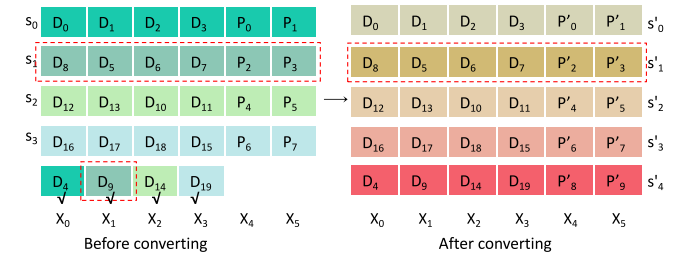 s0 D0 D1 D2 D3 P0 P1 D0 D1 D2 D3 P'0 P'1 s'0
s1 D8 D5 D6 D7 P2 P3 D8 D5 D6 D7 P'2 P'3 s'1
s2 D12 D13 D10 D11 P4 P5 → D12 D13 D10 D11 P'4 P'5 s'2
s3 D16 D17 D18 D15 P6 P7 D16 D17 D18 D15 P'6 P'7 s'3
D4 D9 D14 D19 D4 D9 D14 D19 P'8 P'9 s'4
√ √ √ √
X0 X1 X2 X3 X4 X5 X0 X1 X2 X3 X4 X5
Before converting After converting